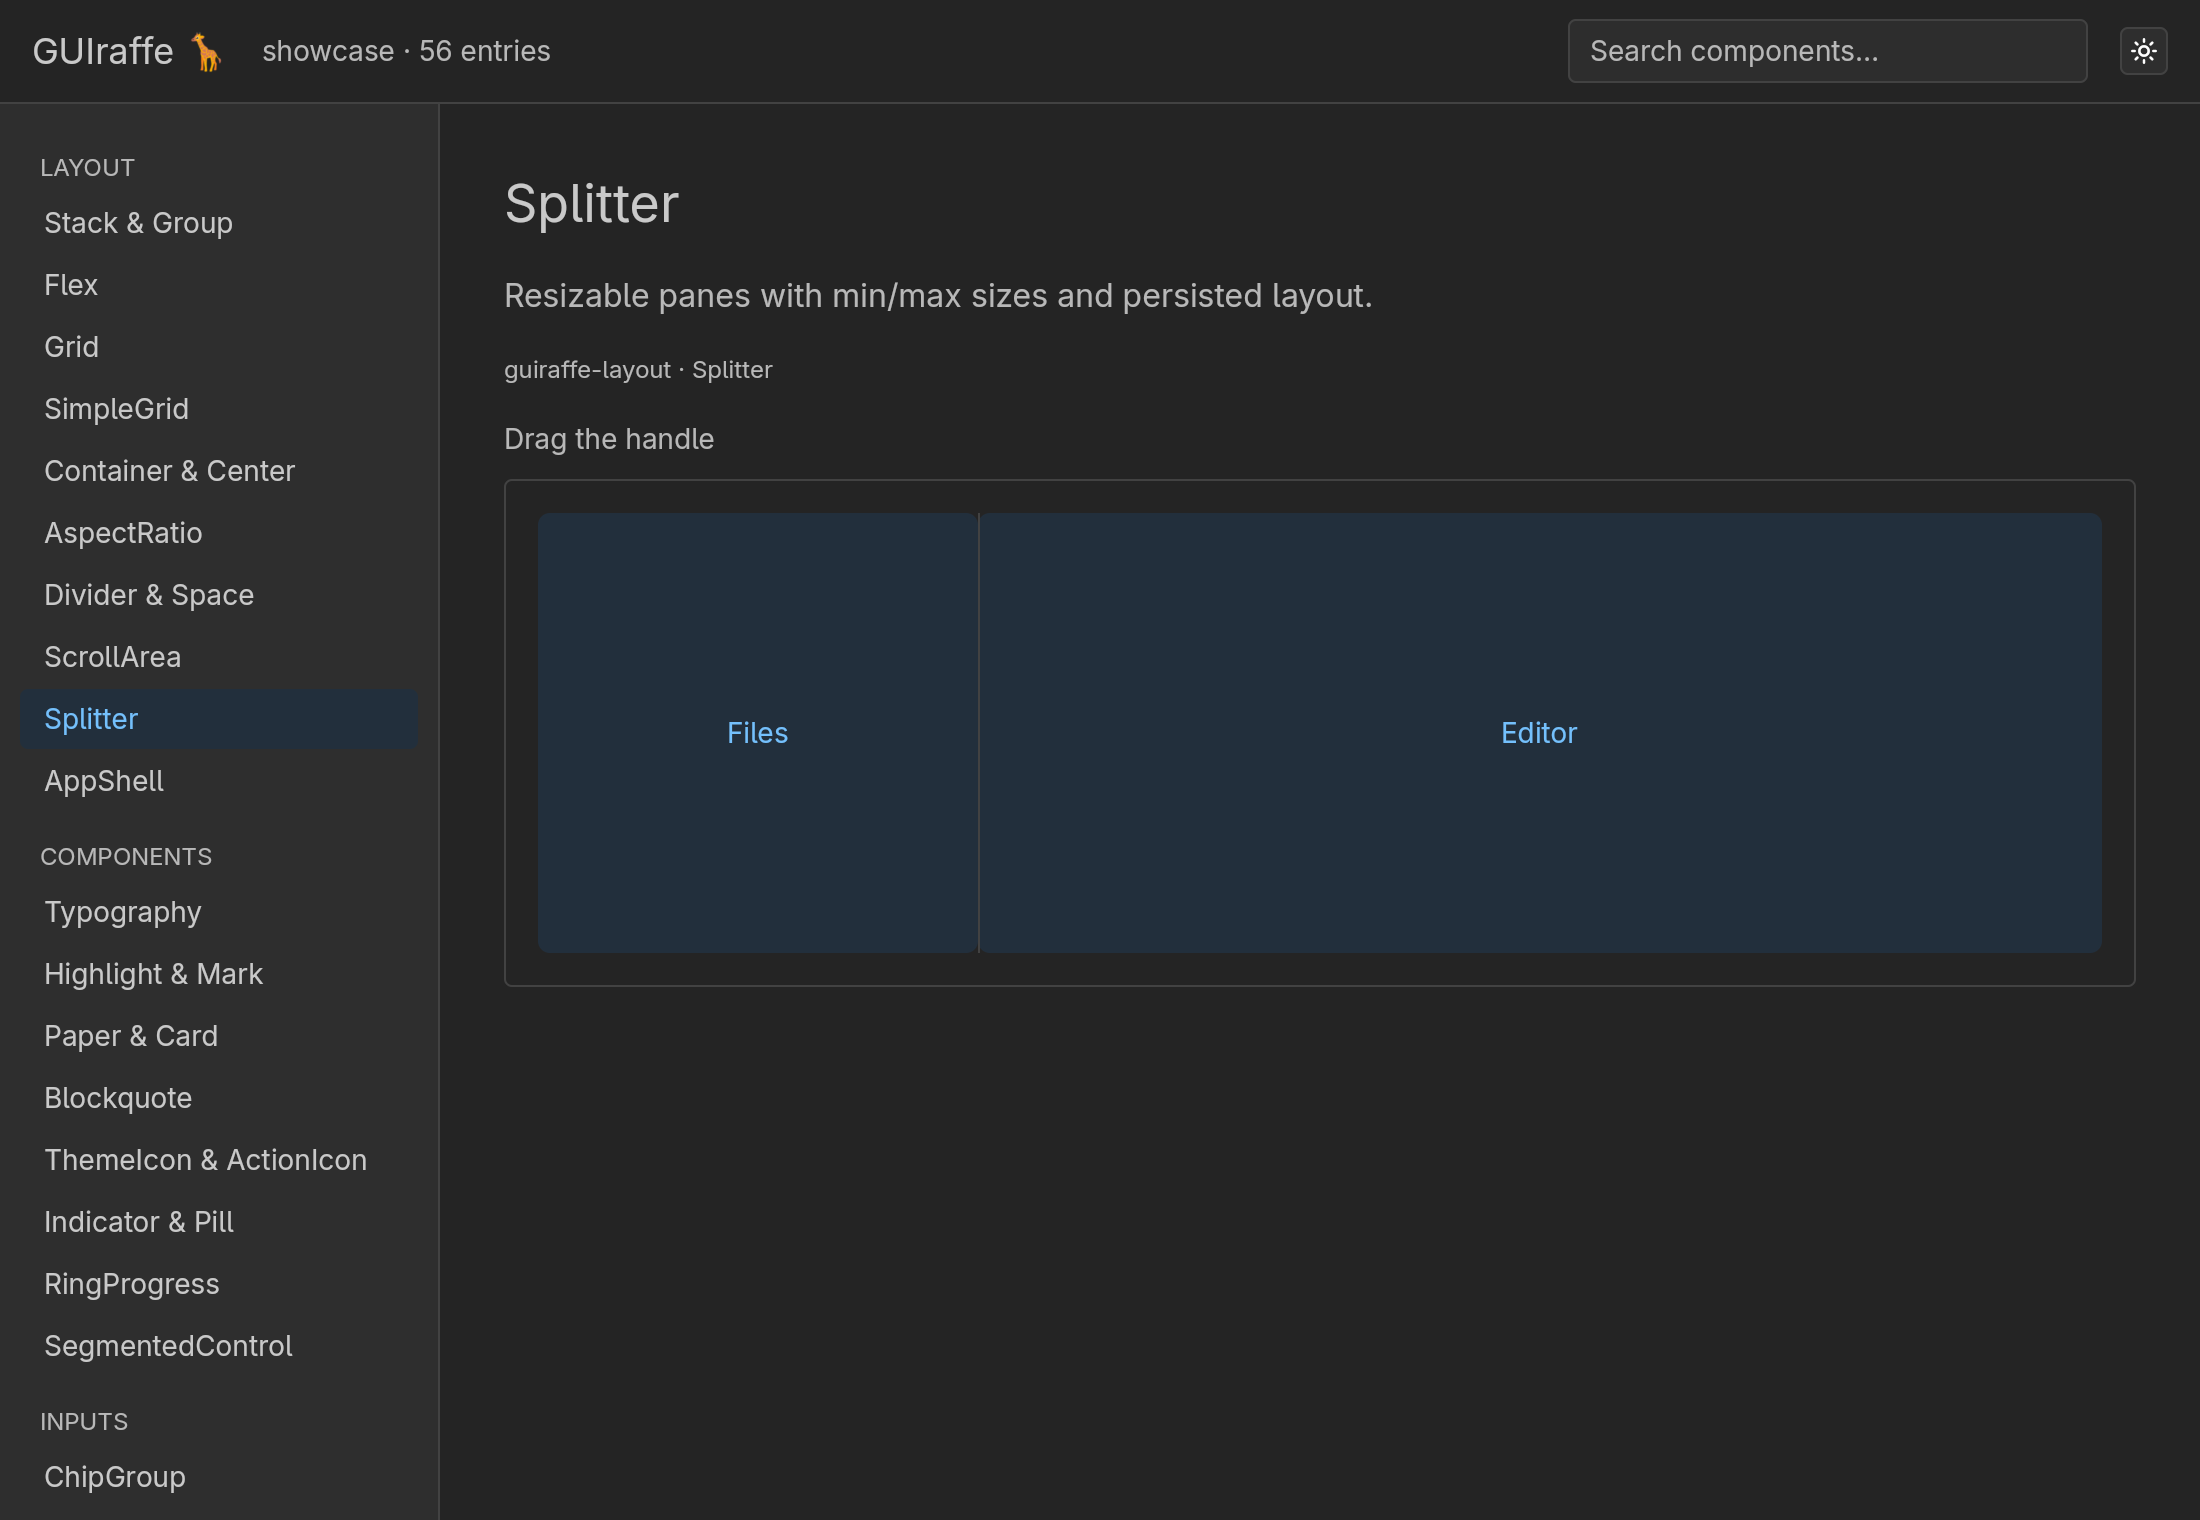 GUIraffe 🦒 showcase · 56 entries
Search components...
LAYOUT
Stack & Group
Flex
Grid
SimpleGrid
Container & Center
AspectRatio
Divider & Space
ScrollArea
Splitter
AppShell
COMPONENTS
Typography
Highlight & Mark
Paper & Card
Blockquote
ThemeIcon & ActionIcon
Indicator & Pill
RingProgress
SegmentedControl
INPUTS
ChipGroup
Splitter
Resizable panes with min/max sizes and persisted layout.
guiraffe-layout · Splitter
Drag the handle
Files
Editor